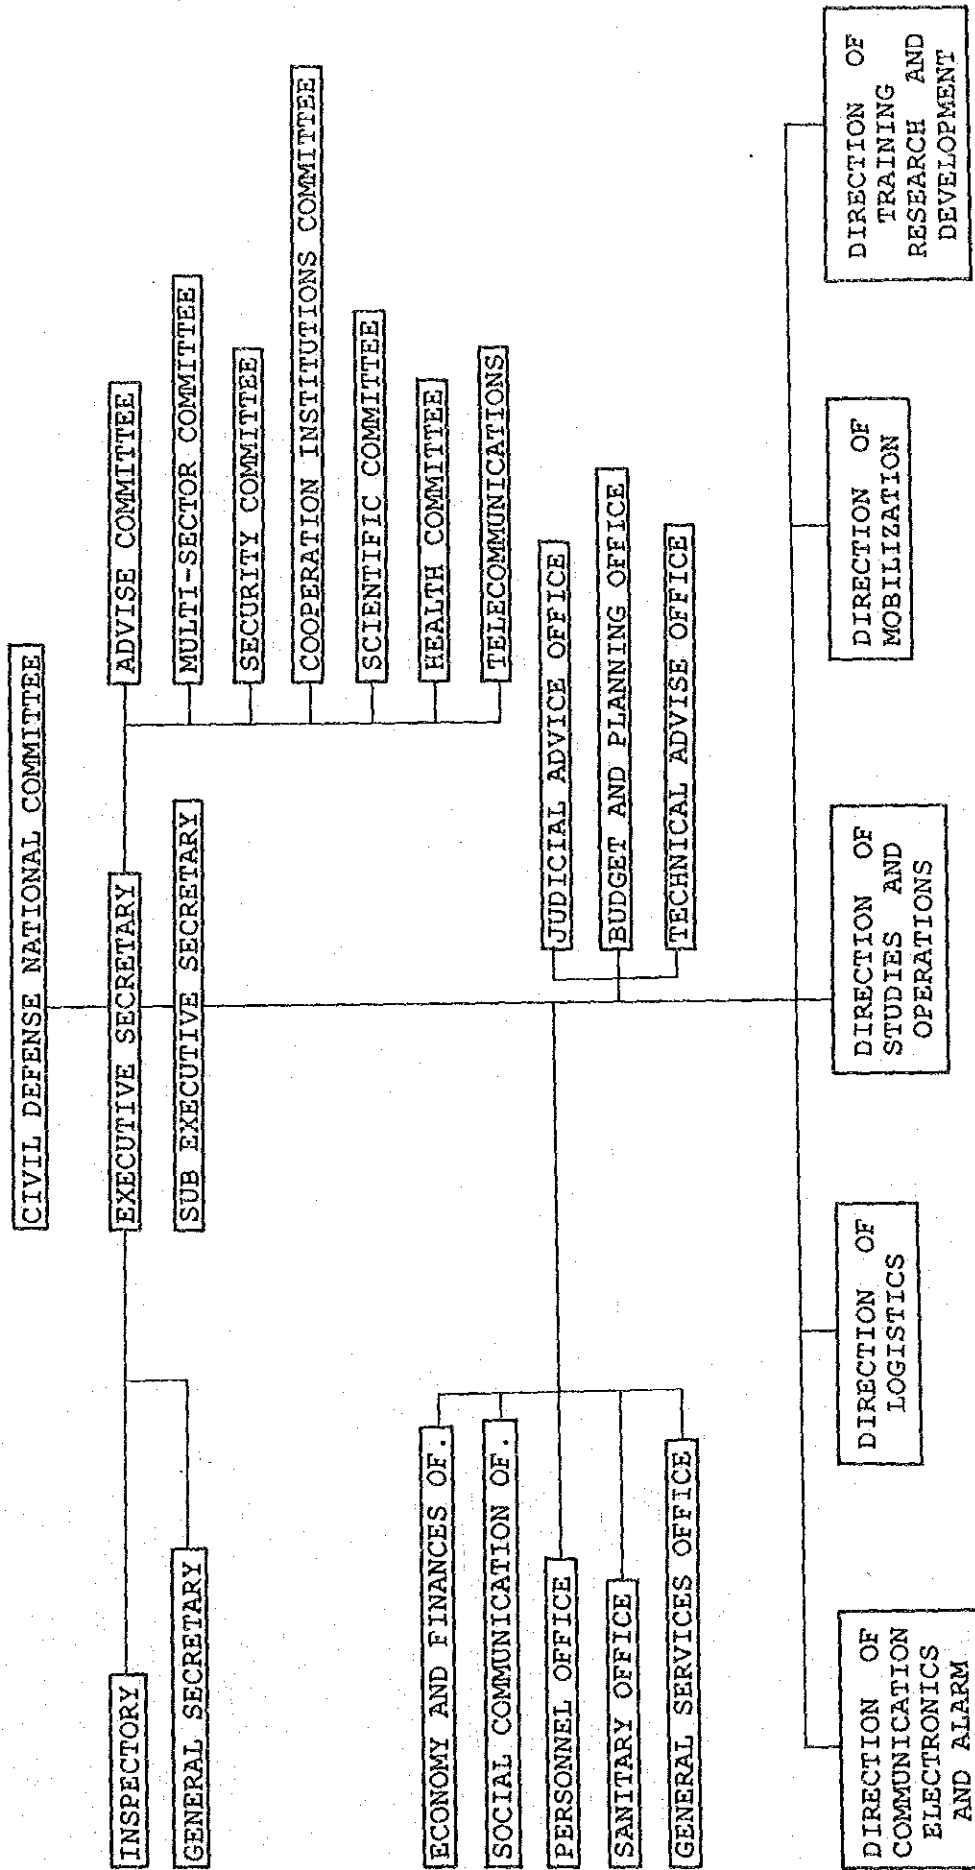 CIVIL DEFENSE NATIONAL COMMITTEE
INSPECTORY
EXECUTIVE SECRETARY
ADVISE COMMITTEE
GENERAL SECRETARY
SUB EXECUTIVE SECRETARY
MULTI-SECTOR COMMITTEE
SECURITY COMMITTEE
COOPERATION INSTITUTIONS COMMITTEE
SCIENTIFIC COMMITTEE
HEALTH COMMITTEE
TELECOMMUNICATIONS
ECONOMY AND FINANCES OF.
SOCIAL COMMUNICATION OF.
PERSONNEL OFFICE
SANITARY OFFICE
GENERAL SERVICES OFFICE
JUDICIAL ADVICE OFFICE
BUDGET AND PLANNING OFFICE
TECHNICAL ADVISE OFFICE
DIRECTION OF
COMMUNICATION
ELECTRONICS
AND ALARM
DIRECTION OF
LOGISTICS
DIRECTION OF
STUDIES AND
OPERATIONS
DIRECTION OF
MOBILIZATION
DIRECTION OF
TRAINING
RESEARCH AND
DEVELOPMENT